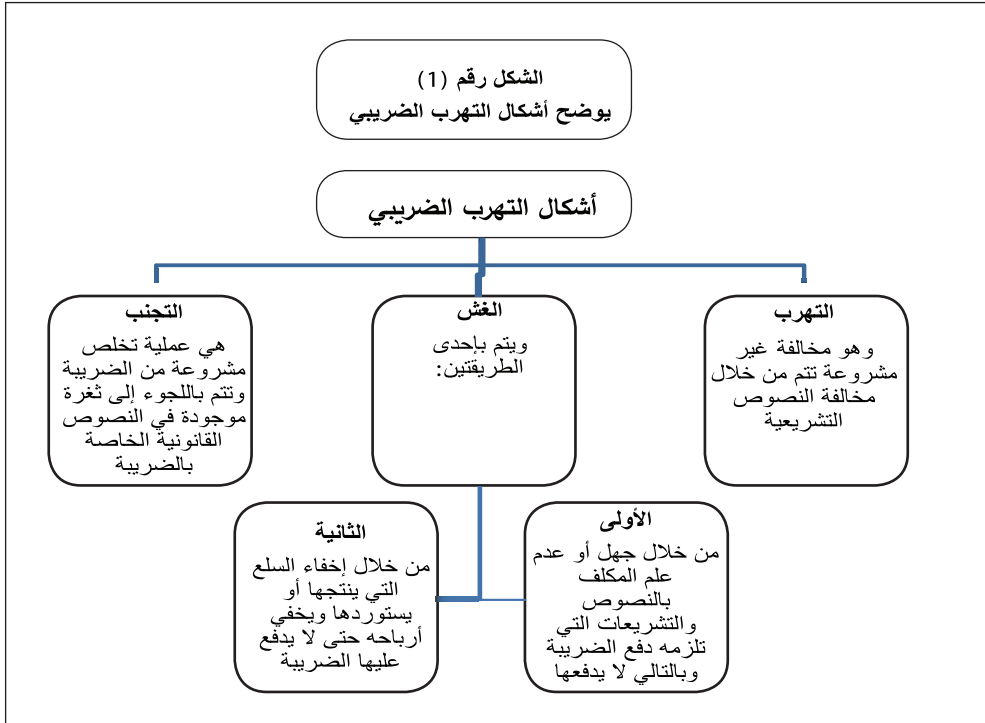 الشكل رقم (1)
يوضح أشكال التهرب الضريبي
أشكال التهرب الضريبي
التهرب
وهو مخالفة غير
مشروعة تتم من خلال
مخالفة النصوص
التشريعية
الغش
ويتم بإحدى
الطريقتين:
التجنب
هي عملية تخلص
مشروعة من الضريبة
وتتم باللجوء إلى ثغرة
موجودة في النصوص
القانونية الخاصة
بالضريبة
الأولى
من خلال جهل أو عدم
علم المكلف
بالنصوص
والتشريعات التي
تلزمه دفع الضريبة
وبالتالي لا يدفعها
الثانية
من خلال إخفاء السلع
التي ينتجها أو
يستوردها ويخفي
أرباحه حتى لا يدفع
عليها الضريبة